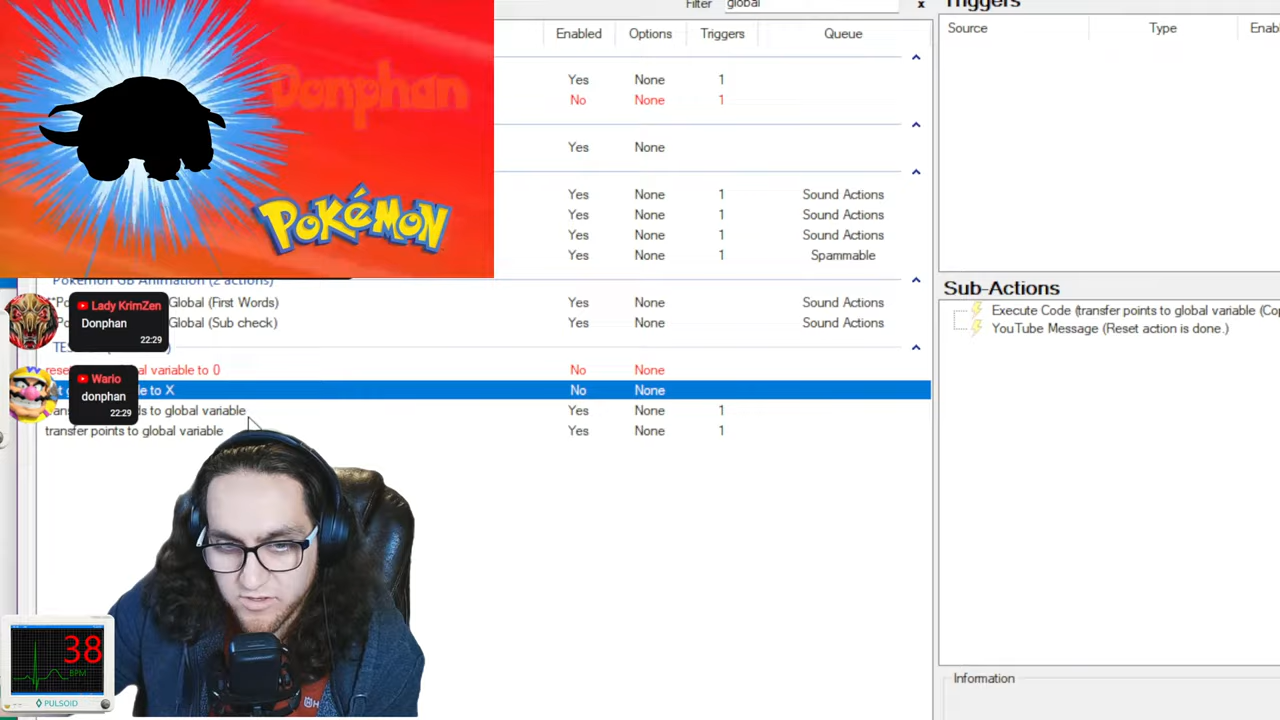 Donphan
POKéMON
Filter
global
x
Enabled
Options
Triggers
Queue
Yes
None
1
No
None
1
Yes
None
Yes
None
1
Sound Actions
Yes
None
1
Sound Actions
Yes
None
1
Sound Actions
Yes
None
1
Spammable
Pokemon GB Animation (2 actions)
Global (First Words)
Yes
None
Sound Actions
Global (Sub check)
Yes
None
Sound Actions
variable to 0
No
None
to X
No
None
to global variable
Yes
None
1
transfer points to global variable
Yes
None
1
Lady KrimZen
Donphan
22:29
Wario
donphan
22:29
38
BPM
PULSOID
Triggers
Source
Type
Enab
Sub-Actions
Execute Code (transfer points to global variable (Cop
YouTube Message (Reset action is done.)
Information